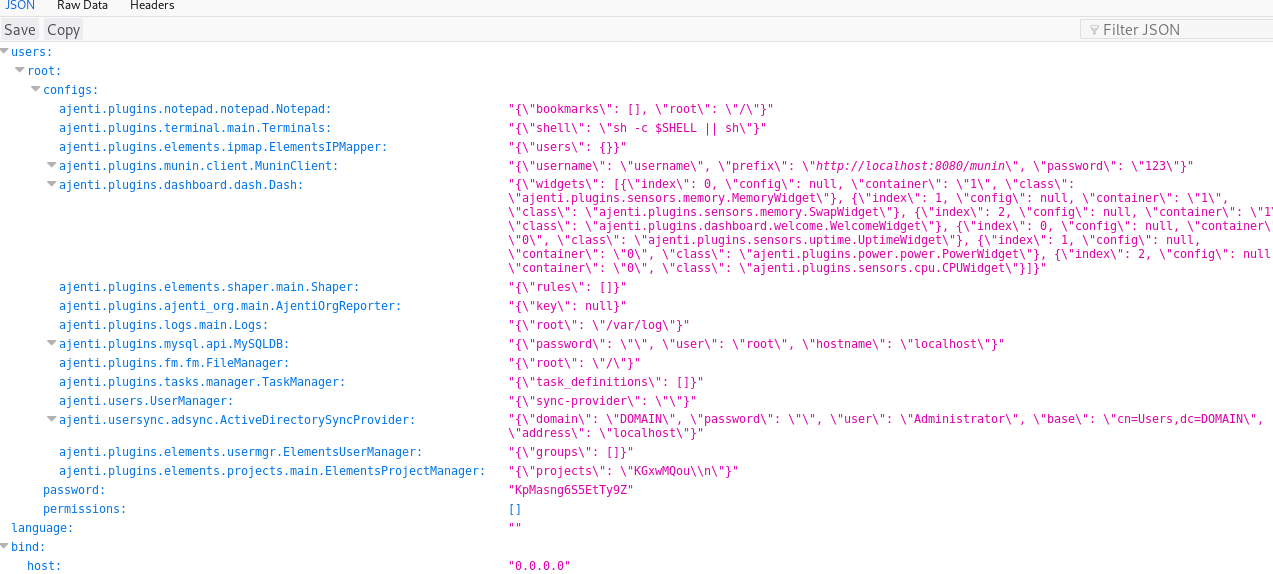 JSON Raw Data Headers
Save Copy Filter JSON
users:
root:
configs:
ajenti.plugins.notepad.notepad.Notepad: "{\"bookmarks\": [], \"root\": \"/\"}"
ajenti.plugins.terminal.main.Terminals: "{\"shell\": \"sh -c $SHELL || sh\"}"
ajenti.plugins.elements.ipmap.ElementsIPMapper: "{\"users\": {}}"
ajenti.plugins.munin.client.MuninClient: "{\"username\": \"username\", \"prefix\": \"http://localhost:8080/munin\", \"password\": \"123\"}"
ajenti.plugins.dashboard.dash.Dash: "{\"widgets\": [{\"index\": 0, \"config\": null, \"container\": \"1\", \"class\":
\"ajenti.plugins.sensors.memory.MemoryWidget\"}, {\"index\": 1, \"config\": null, \"container\": \"1\",
\"class\": \"ajenti.plugins.sensors.memory.SwapWidget\"}, {\"index\": 2, \"config\": null, \"container\": \"1\"
\"class\": \"ajenti.plugins.dashboard.welcome.WelcomeWidget\"}, {\"index\": 0, \"config\": null, \"container\
\"0\", \"class\": \"ajenti.plugins.sensors.uptime.UptimeWidget\"}, {\"index\": 1, \"config\": null,
\"container\": \"0\", \"class\": \"ajenti.plugins.power.power.PowerWidget\"}, {\"index\": 2, \"config\": null
\"container\": \"0\", \"class\": \"ajenti.plugins.sensors.cpu.CPUWidget\"}]}"
ajenti.plugins.elements.shaper.main.Shaper: "{\"rules\": []}"
ajenti.plugins.ajenti_org.main.AjentiOrgReporter: "{\"key\": null}
ajenti.plugins.logs.main.Logs: "{\"root\": \"/var/log\"}"
ajenti.plugins.mysql.api.MySQLDB: "{\"password\": \"\", \"user\": \"root\", \"hostname\": \"localhost\"}"
ajenti.plugins.fm.fm.FileManager: "{\"root\": \"/\"}"
ajenti.plugins.tasks.manager.TaskManager: "{\"task_definitions\": []}"
ajenti.users.UserManager: "{\"sync-provider\": \"\"}"
ajenti.usersync.adsync.ActiveDirectorySyncProvider: "{\"domain\": \"DOMAIN\", \"password\": \"\", \"user\": \"Administrator\", \"base\": \"cn=Users,dc=DOMAIN\",
\"address\": \"localhost\"}"
ajenti.plugins.elements.usermgr.ElementsUserManager: "{\"groups\": []}"
ajenti.plugins.elements.projects.main.ElementsProjectManager: "{\"projects\": \"KGxwMQou\\n\"}"
password: "KpMasng6S5EtTy9Z"
permissions: []
language: ""
bind:
host: "0.0.0.0"